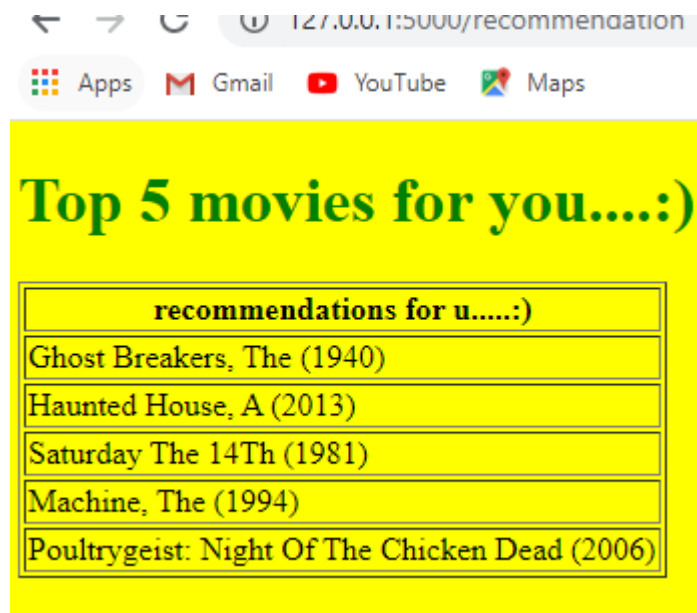 127.0.0.1:5000/recommendation
Apps Gmail YouTube Maps
Top 5 movies for you....:)
recommendations for u.....:)
Ghost Breakers, The (1940)
Haunted House, A (2013)
Saturday The 14Th (1981)
Machine, The (1994)
Poultrygeist: Night Of The Chicken Dead (2006)